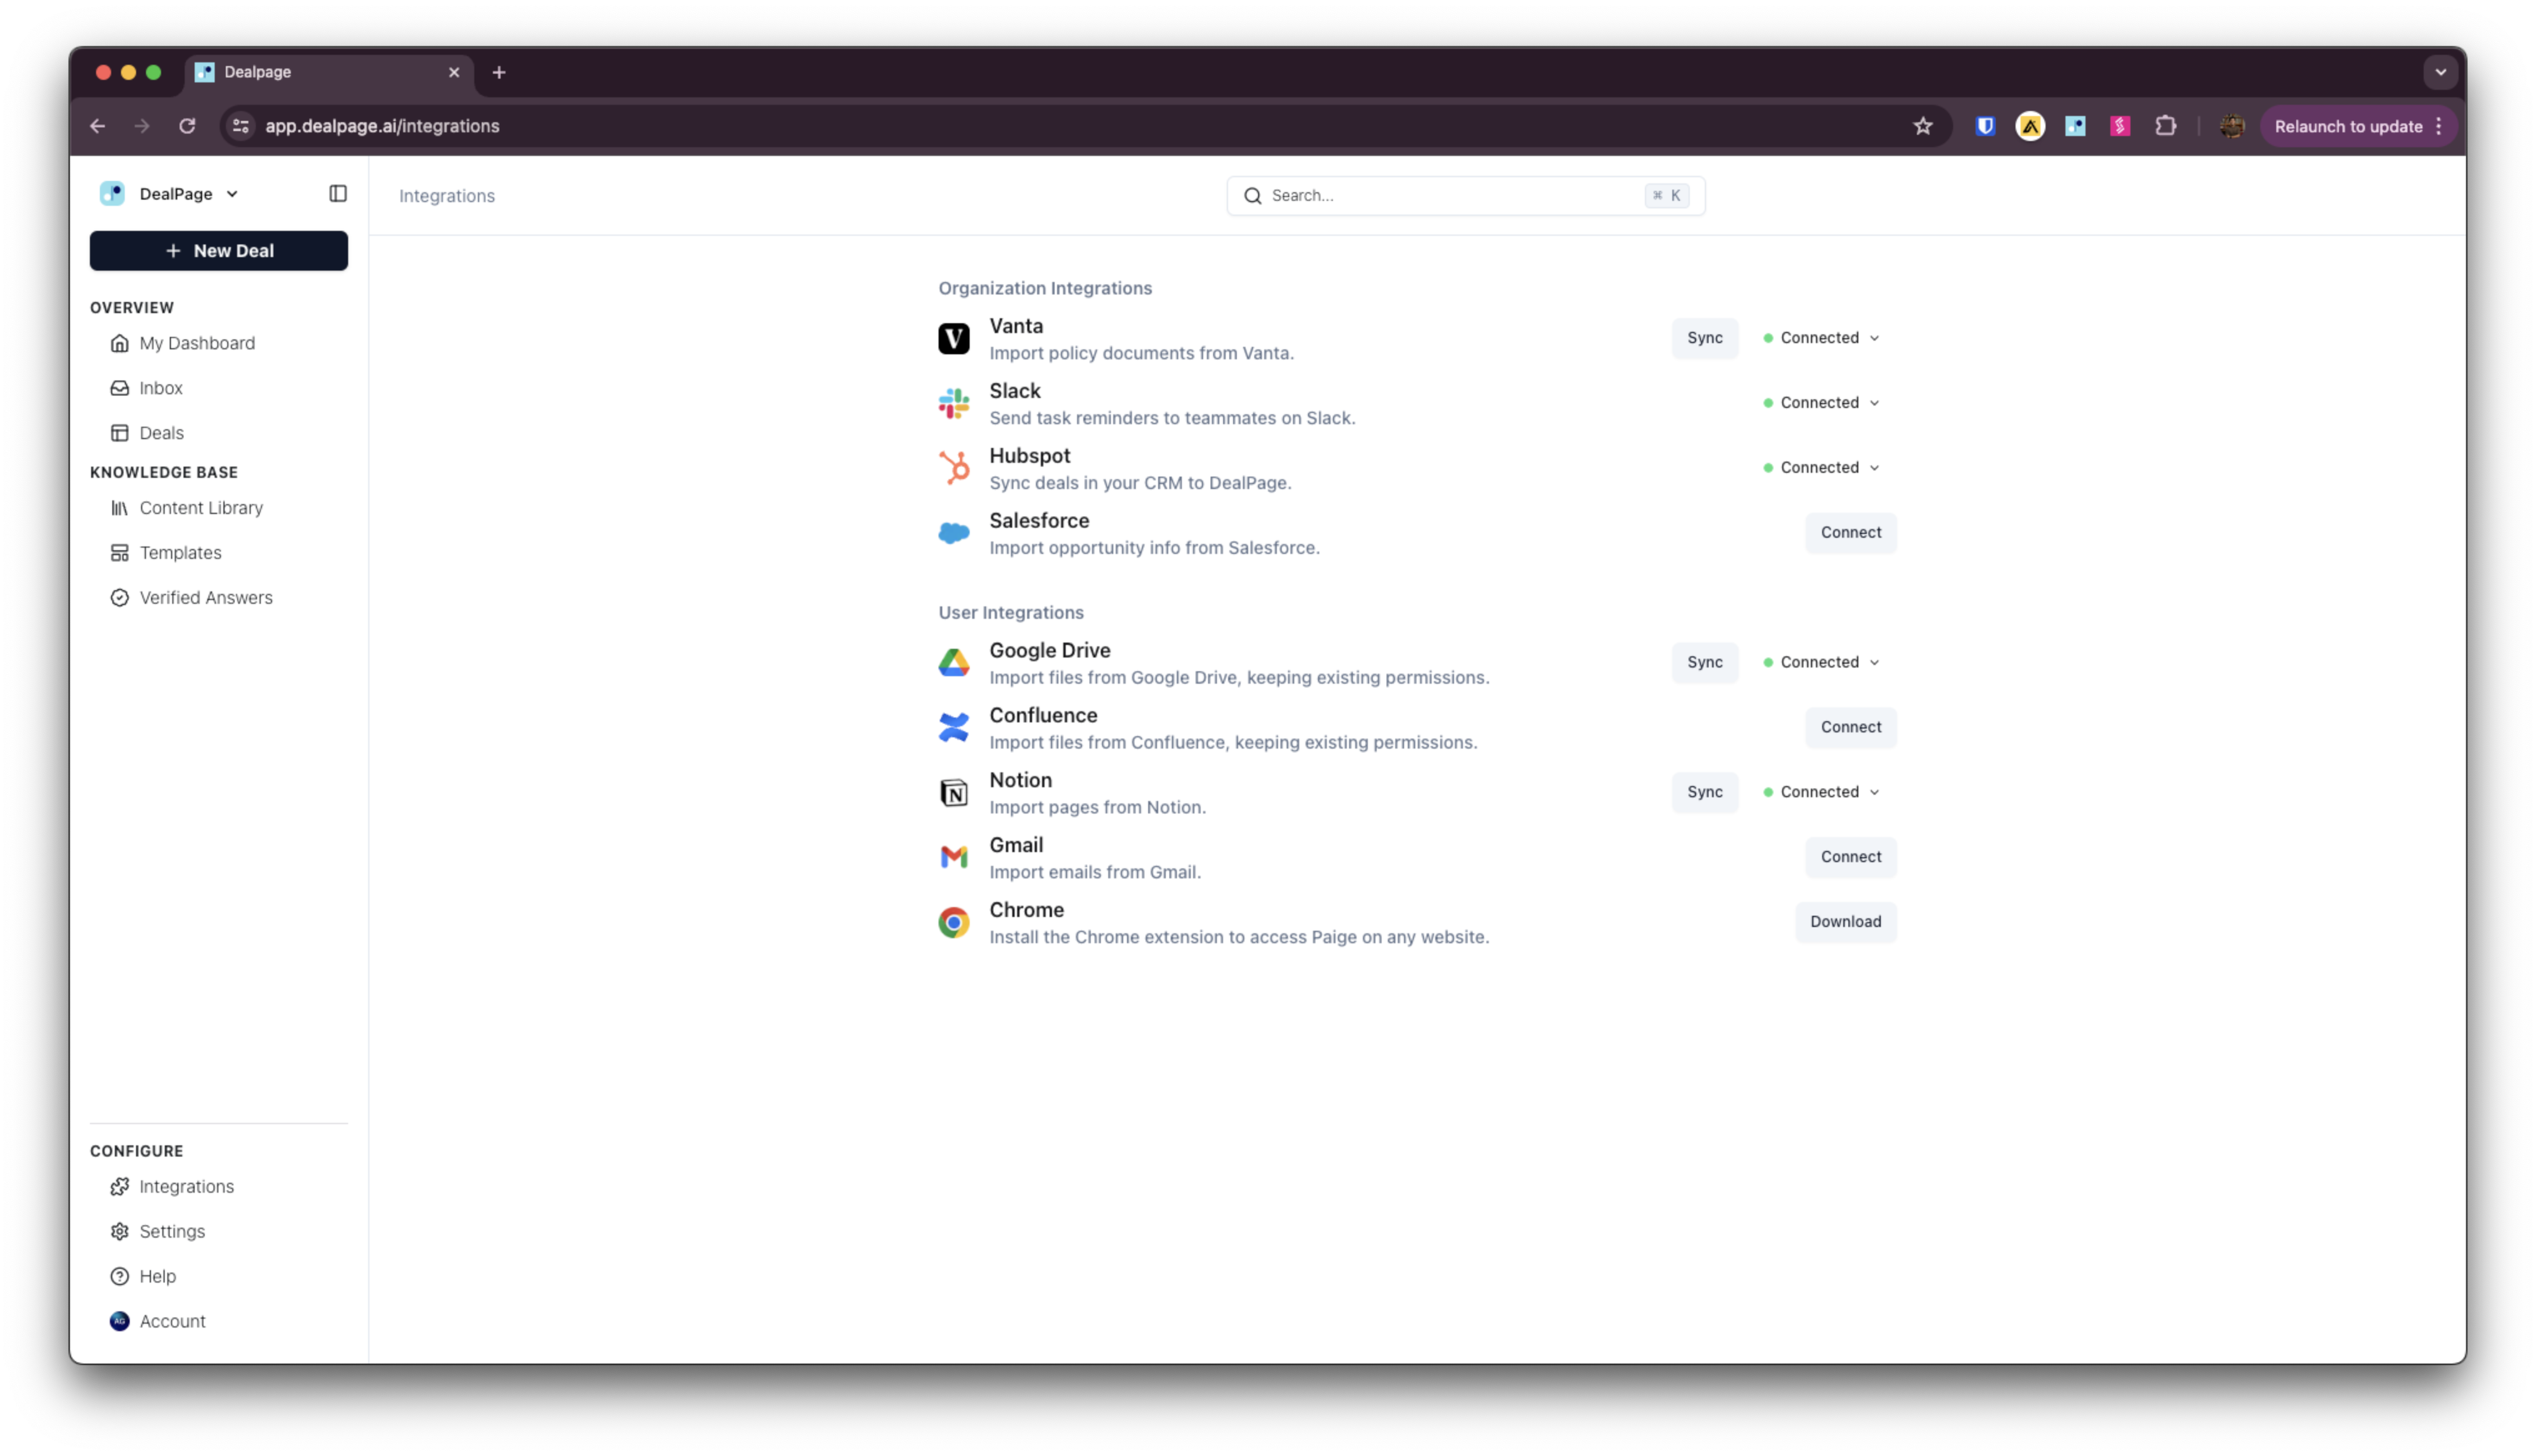 Dealpage
app.dealpage.ai/integrations
Relaunch to update
DealPage
Integrations
Search...
⌘ K
New Deal
OVERVIEW
My Dashboard
Inbox
Deals
KNOWLEDGE BASE
Content Library
Templates
Verified Answers
Organization Integrations
V
Vanta
Import policy documents from Vanta.
Sync
Connected
Slack
Send task reminders to teammates on Slack.
Connected
Hubspot
Sync deals in your CRM to DealPage.
Connected
Salesforce
Import opportunity info from Salesforce.
Connect
User Integrations
Google Drive
Import files from Google Drive, keeping existing permissions.
Sync
Connected
Confluence
Import files from Confluence, keeping existing permissions.
Connect
N
Notion
Import pages from Notion.
Sync
Connected
Gmail
Import emails from Gmail.
Connect
Chrome
Install the Chrome extension to access Paige on any website.
Download
CONFIGURE
Integrations
Settings
Help
AG
Account